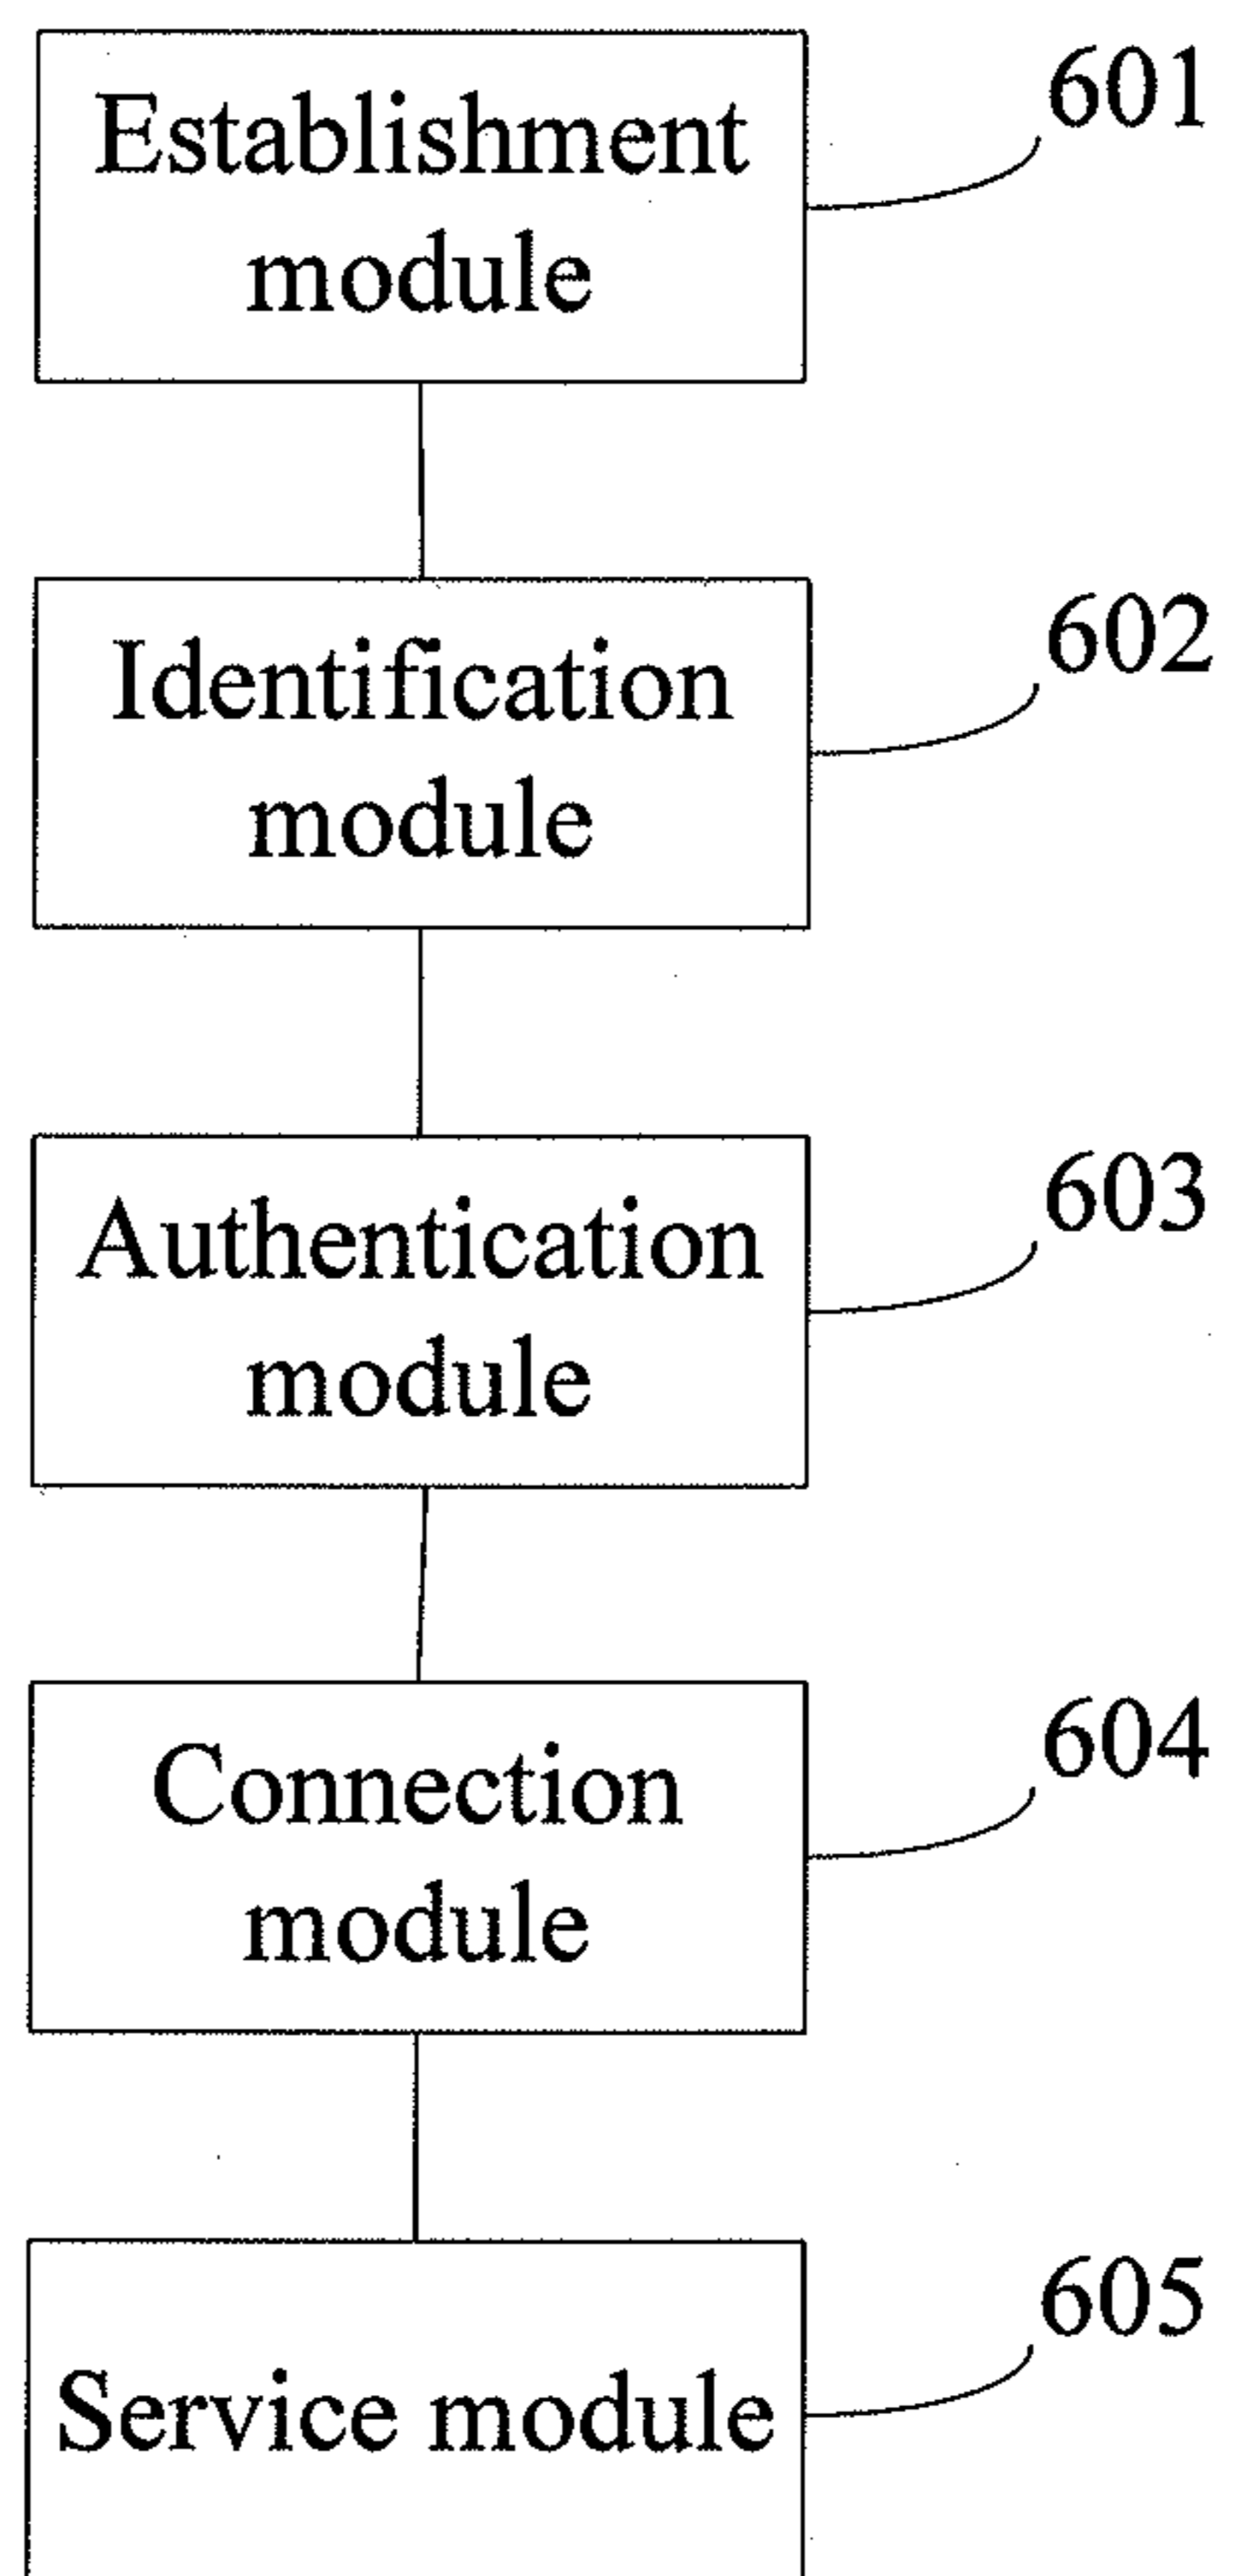 Establishment
module
601
Identification
module
602
Authentication
module
603
Connection
module
604
Service module
605